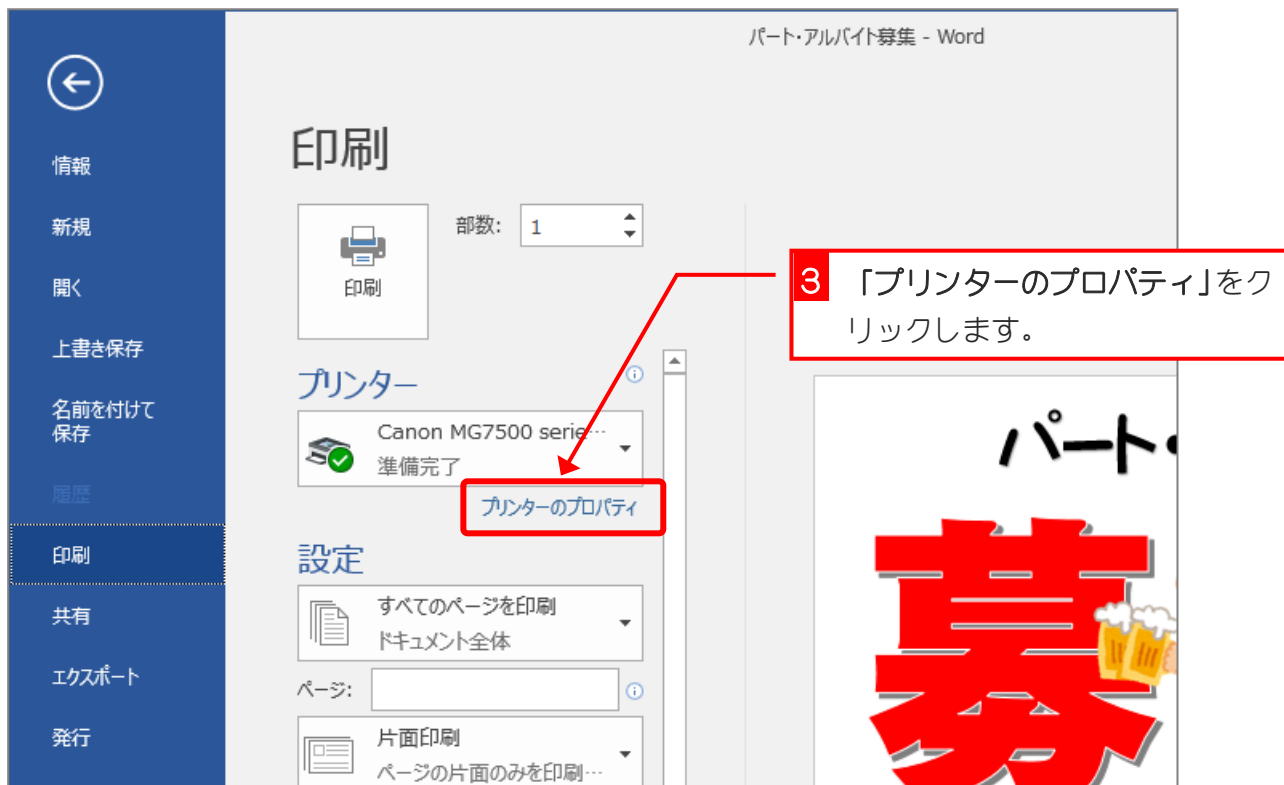 パート・アルバイト募集 - Word
情報
新規
開く
上書き保存
名前を付けて
保存
履歴
印刷
共有
エクスポート
発行
印刷
印刷
部数: 1
プリンター
Canon MG7500 serie…
準備完了
プリンターのプロパティ
設定
すべてのページを印刷
ドキュメント全体
ページ:
片面印刷
ページの片面のみを印刷…
3 「プリンターのプロパティ」をク
リックします。
パート・
募